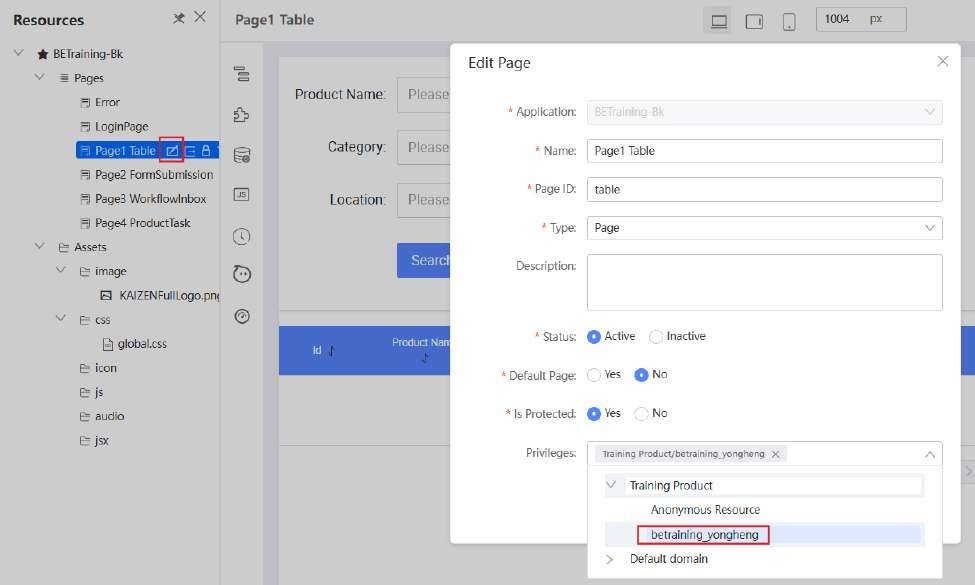 Resources
BETraining-Bk
Pages
Error
LoginPage
Page1 Table
Page2 FormSubmission
Page3 WorkflowInbox
Page4 ProductTask
Assets
image
KAIZENFullLogo.png
css
global.css
icon
js
audio
jsx
Page1 Table
1004 px
JS
Product Name: Please
Category: Please
Location: Please
Search
Id Product Nam
Edit Page
* Application: BETraining-Bk
* Name: Page1 Table
* Page ID: table
* Type: Page
Description:
* Status: Active Inactive
* Default Page: Yes No
* Is Protected: Yes No
Privileges: Training Product/betraining_yongheng
Training Product
Anonymous Resource
betraining_yongheng
Default domain